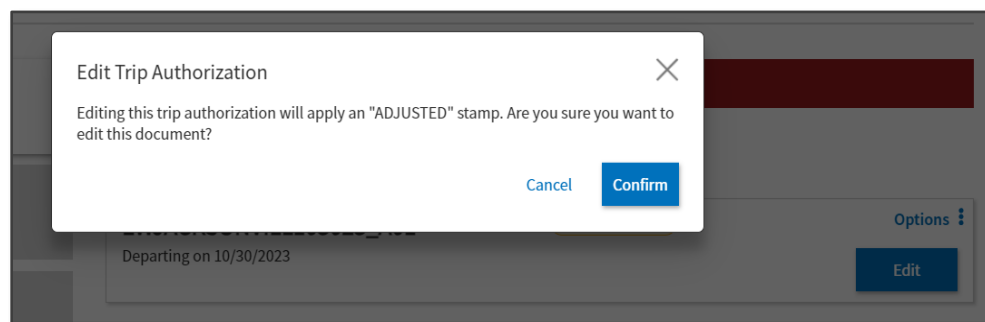 Edit Trip Authorization
Editing this trip authorization will apply an "ADJUSTED" stamp. Are you sure you want to
edit this document?
Cancel
Confirm
Options
Departing on 10/30/2023
Edit